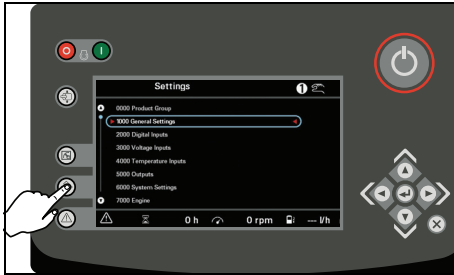 Settings
1
0000 Product Group
1000 General Settings
2000 Digital Inputs
3000 Voltage Inputs
4000 Temperature Inputs
5000 Outputs
6000 System Settings
7000 Engine
0 h 0 rpm --- l/h